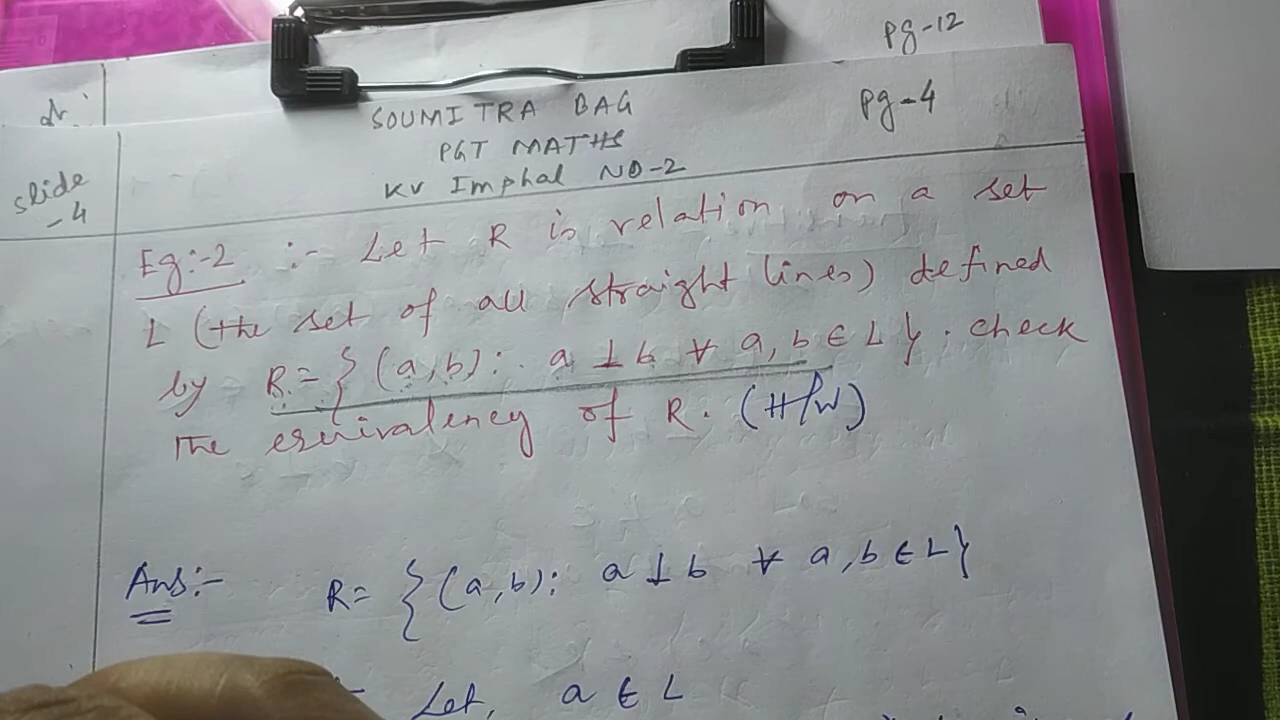 Pg-12
SOUMITRA BAG
Pg-4
PGT MATHS
KV Imphal NO-2
slide
-4
Eg:-2 :- Let R is relation on a set
L (the set of all straight lines) defined
by R = {(a,b): a ⊥ b ∀ a, b ∈ L}. check
The equivalency of R. (H/W)
Ans:- R = {(a,b): a ⊥ b ∀ a, b ∈ L}
Let, a ∈ L